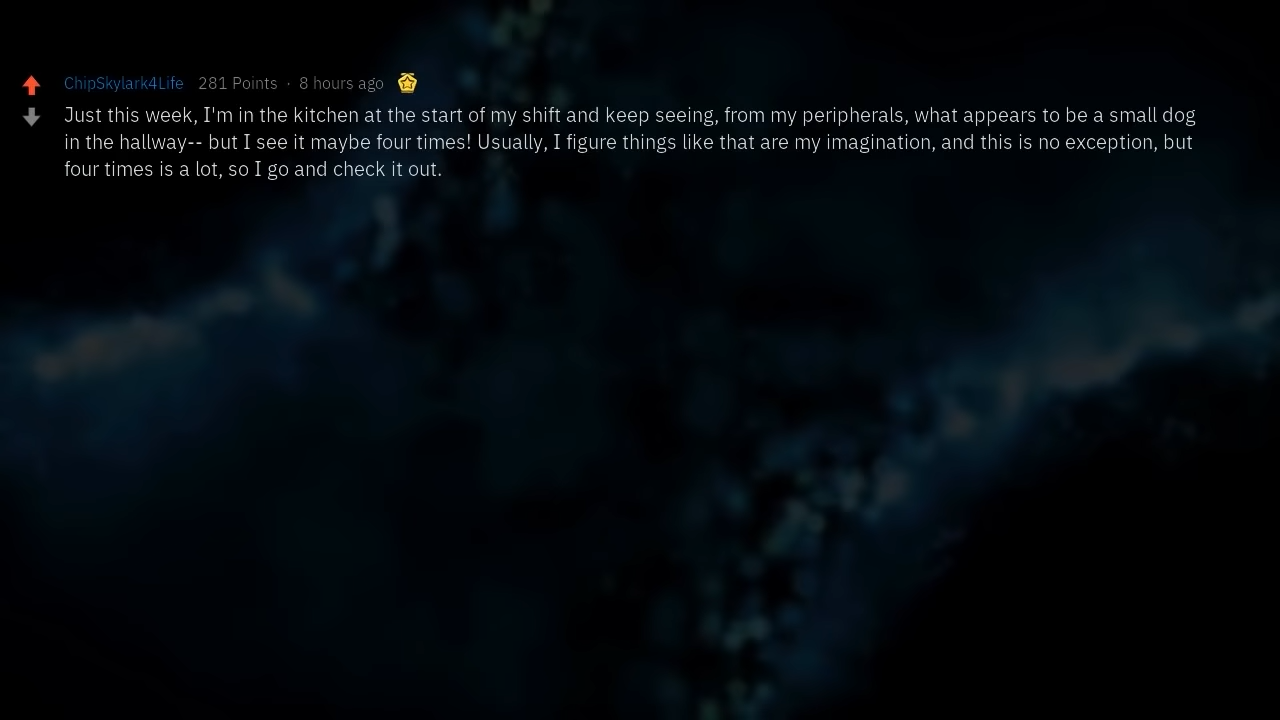 ChipSkylark4Life 281 Points · 8 hours ago
Just this week, I'm in the kitchen at the start of my shift and keep seeing, from my peripherals, what appears to be a small dog
in the hallway-- but I see it maybe four times! Usually, I figure things like that are my imagination, and this is no exception, but
four times is a lot, so I go and check it out.